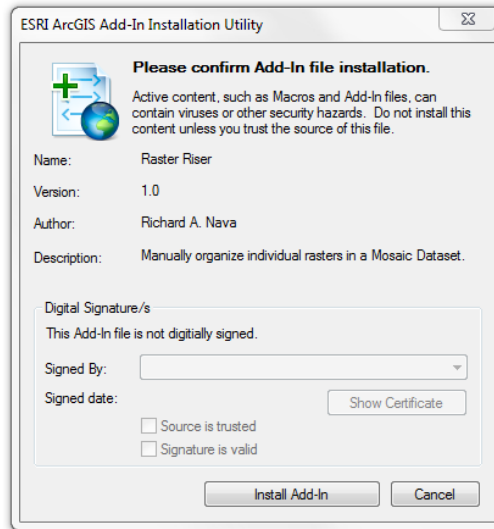 ESRI ArcGIS Add-In Installation Utility
Please confirm Add-In file installation.
Active content, such as Macros and Add-In files, can
contain viruses or other security hazards. Do not install this
content unless you trust the source of this file.
Name: Raster Riser
Version: 1.0
Author: Richard A. Nava
Description: Manually organize individual rasters in a Mosaic Dataset.
Digital Signature/s
This Add-In file is not digitially signed.
Signed By:
Signed date:
Show Certificate
Source is trusted
Signature is valid
Install Add-In Cancel